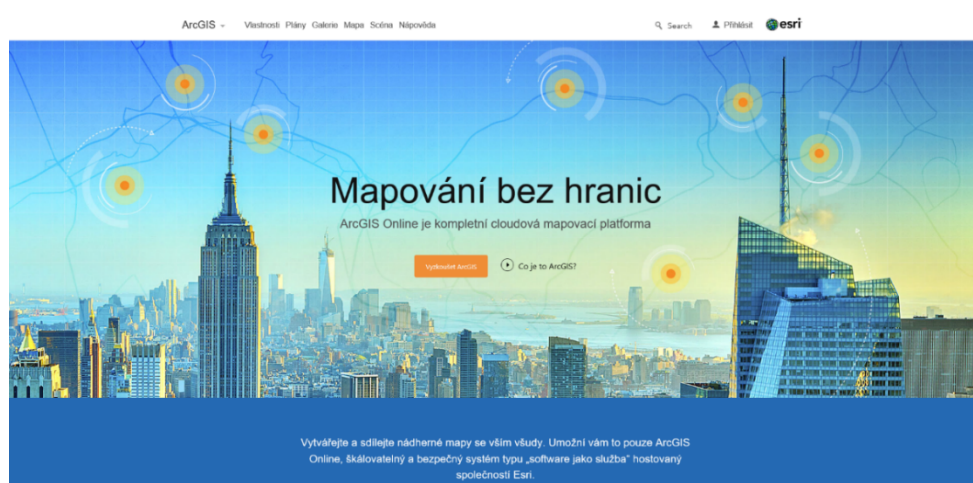 ArcGIS Vlastnosti Plány Galerie Mapa Scéna Nápověda Search Přihlásit esri
Mapování bez hranic
ArcGIS Online je kompletní cloudová mapovací platforma
Vyzkoušet ArcGIS Co je to ArcGIS?
Vytvářejte a sdílejte nádherné mapy se vším všudy. Umožní vám to pouze ArcGIS
Online, škálovatelný a bezpečný systém typu „software jako služba“ hostovaný
společností Esri.